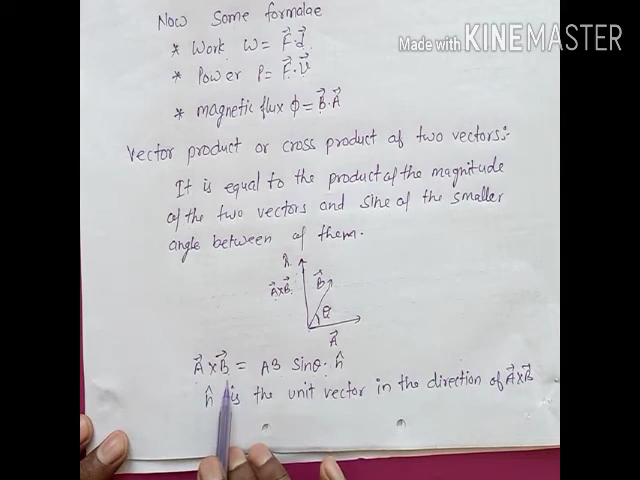 Now Some formalae
Made with KINEMASTER
* Work W = F⃗.d⃗
* Power P = F⃗.V⃗
* magnetic flux ϕ = B⃗.A⃗
Vector product or cross product of two vectors:-
It is equal to the product of the magnitude
of the two vectors and sine of the smaller
angle between of them.
n̂
A⃗×B⃗
B⃗
θ
A⃗
A⃗×B⃗ = AB sinθ. n̂
n̂ is the unit vector in the direction of A⃗×B⃗